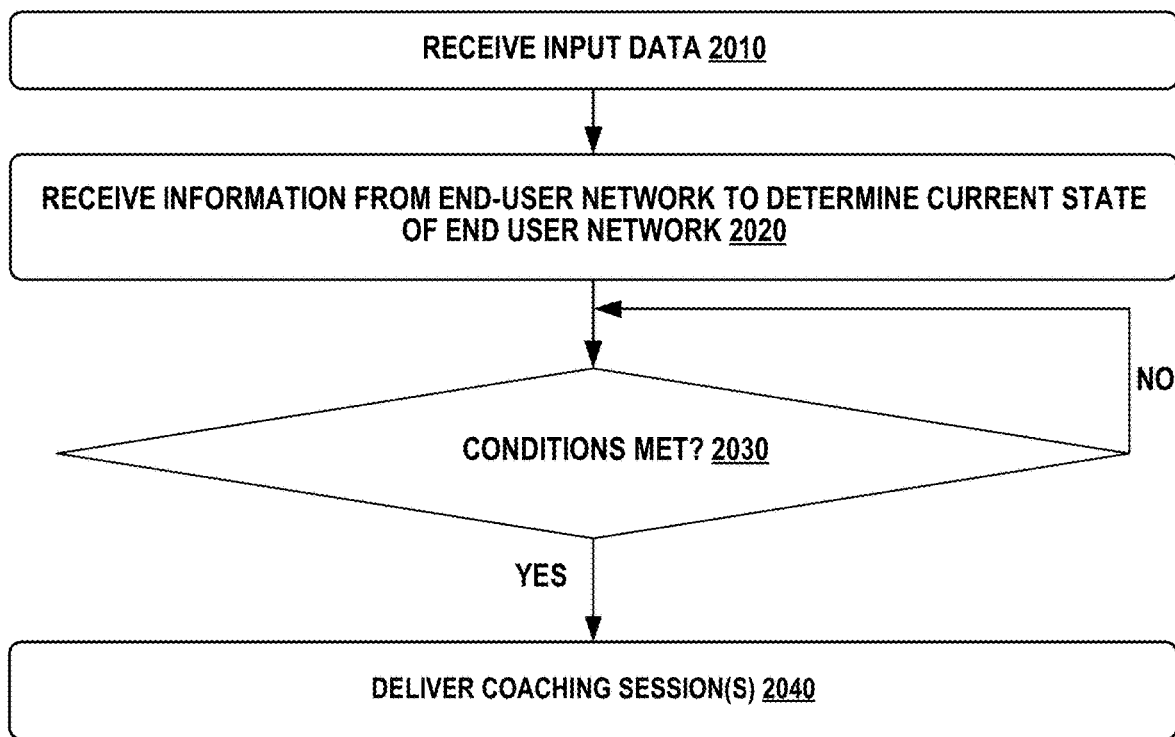 RECEIVE INPUT DATA 2010
RECEIVE INFORMATION FROM END-USER NETWORK TO DETERMINE CURRENT STATE
OF END USER NETWORK 2020
NO
CONDITIONS MET? 2030
YES
DELIVER COACHING SESSION(S) 2040